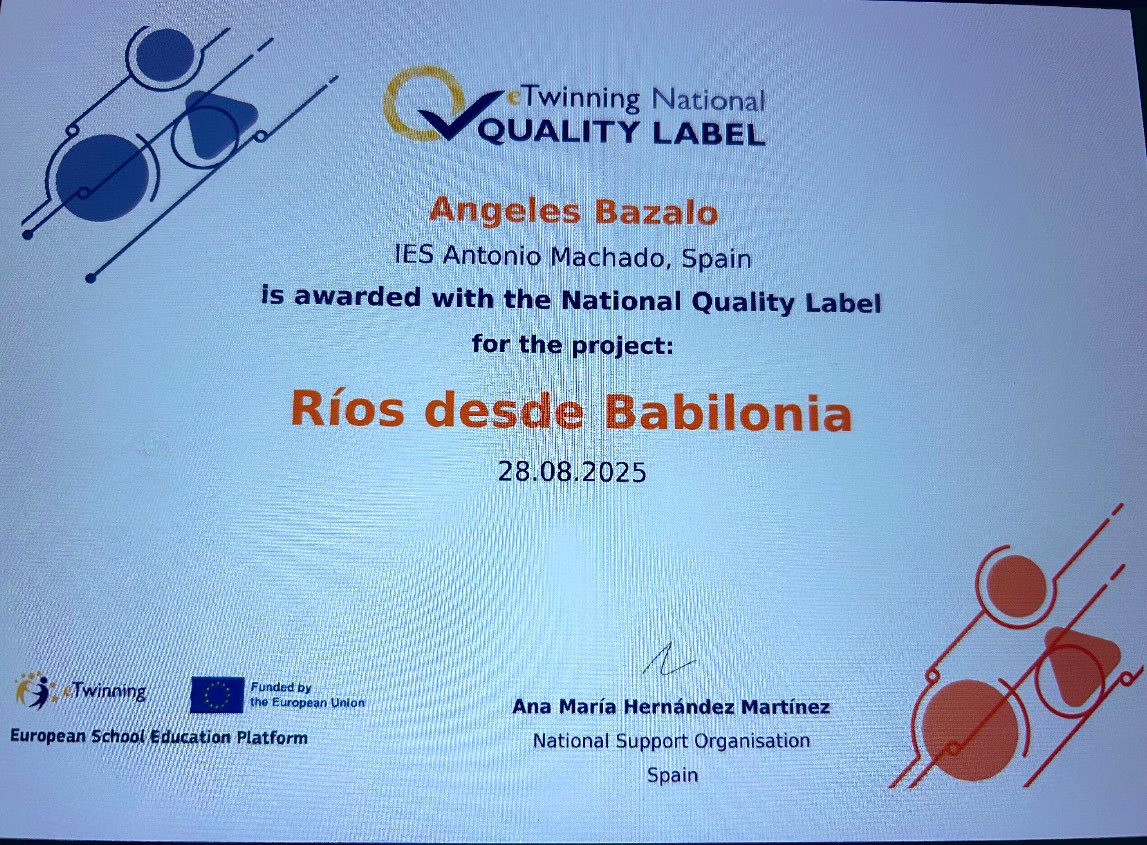 eTwinning National
QUALITY LABEL
Angeles Bazalo
IES Antonio Machado, Spain
is awarded with the National Quality Label
for the project:
Ríos desde Babilonia
28.08.2025
eTwinning
Funded by
the European Union
European School Education Platform
Ana María Hernández Martínez
National Support Organisation
Spain